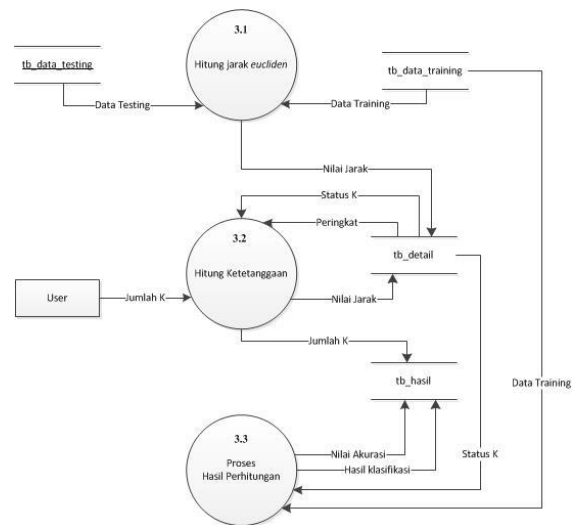 3.1
Hitung jarak eucliden
tb_data_testing
tb_data_training
Data Testing
Data Training
Nilai Jarak
Status K
Peringkat
3.2
Hitung Ketetanggaan
tb_detail
User
Jumlah K
Nilai Jarak
Jumlah K
tb_hasil
Data Training
3.3
Proses
Hasil Perhitungan
Nilai Akurasi
Hasil klasifikasi
Status K